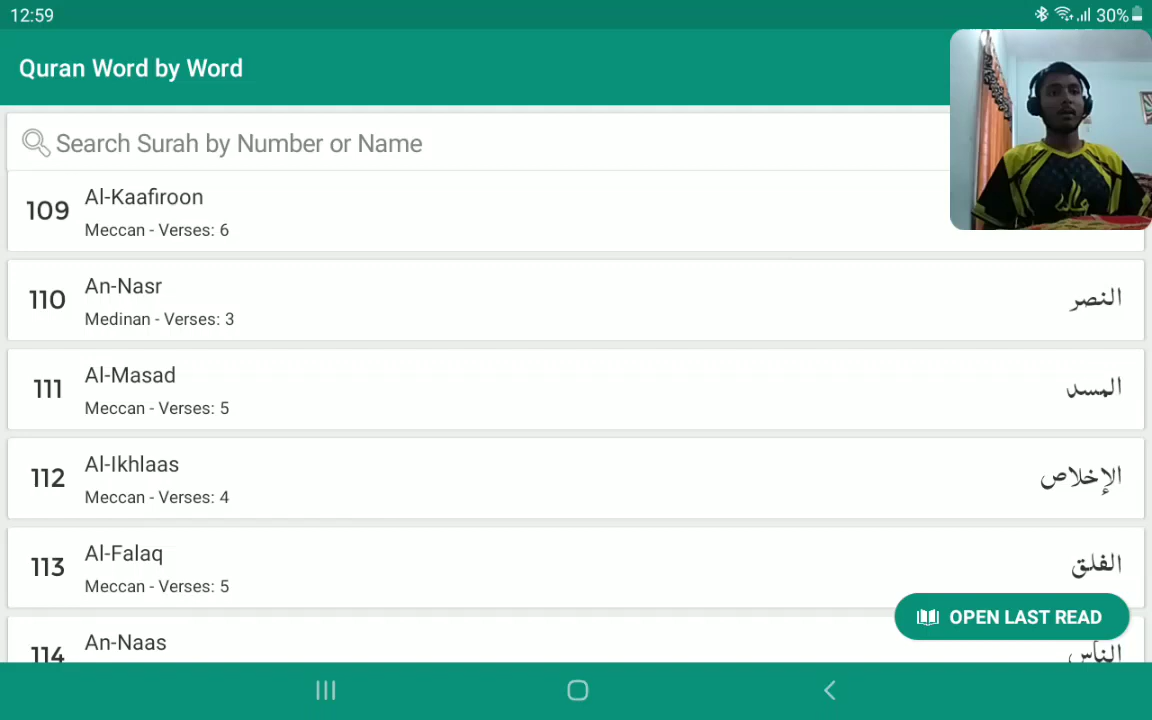 12:59
30%
Quran Word by Word
Search Surah by Number or Name
109
Al-Kaafiroon
Meccan - Verses: 6
110
An-Nasr
Medinan - Verses: 3
النصر
111
Al-Masad
Meccan - Verses: 5
المسد
112
Al-Ikhlaas
Meccan - Verses: 4
الإخلاص
113
Al-Falaq
Meccan - Verses: 5
الفلق
OPEN LAST READ
114
An-Naas
الناس